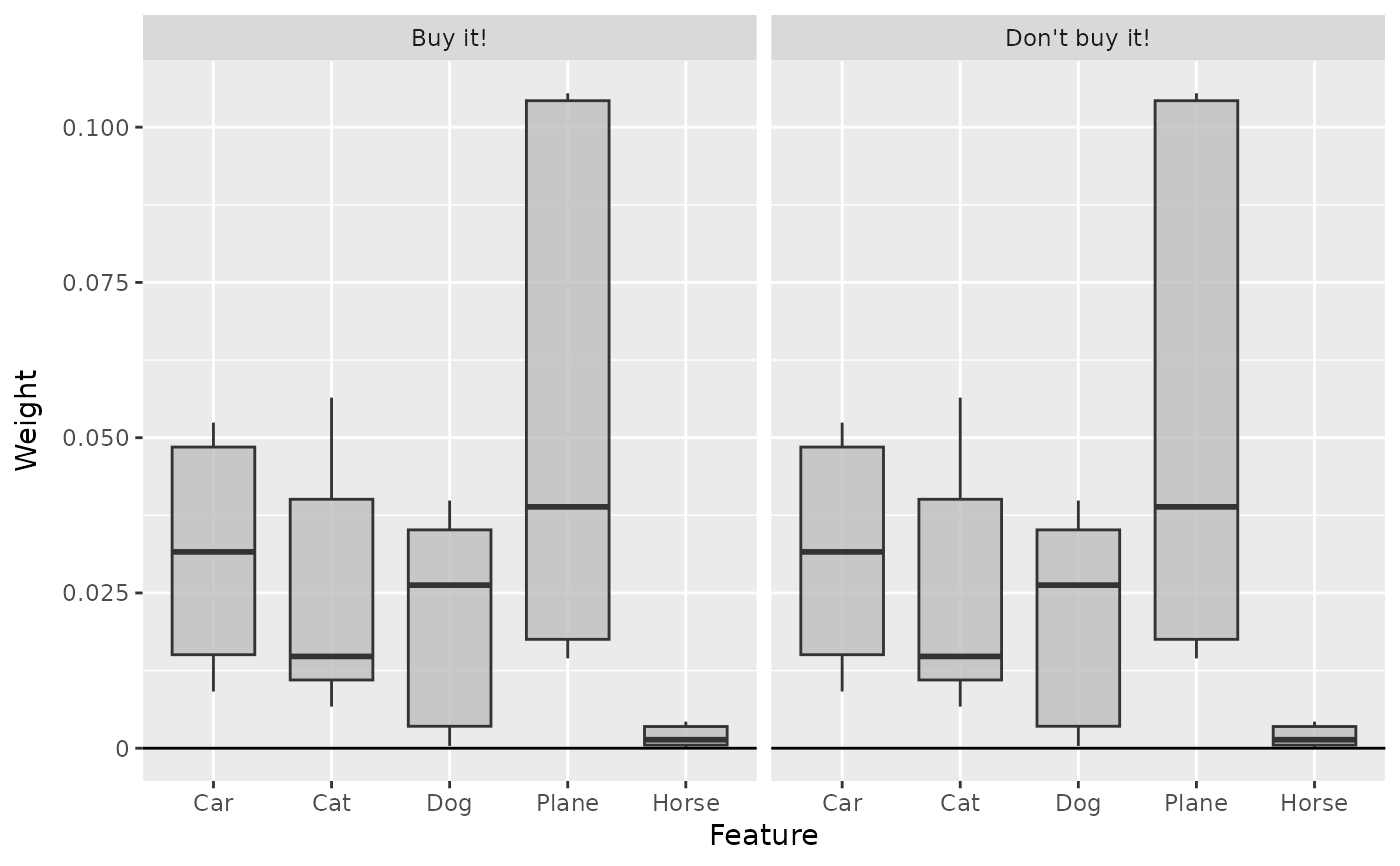 Buy it!
Don't buy it!
Weight
0.100
0.075
0.050
0.025
0
Car Cat Dog Plane Horse
Car Cat Dog Plane Horse
Feature